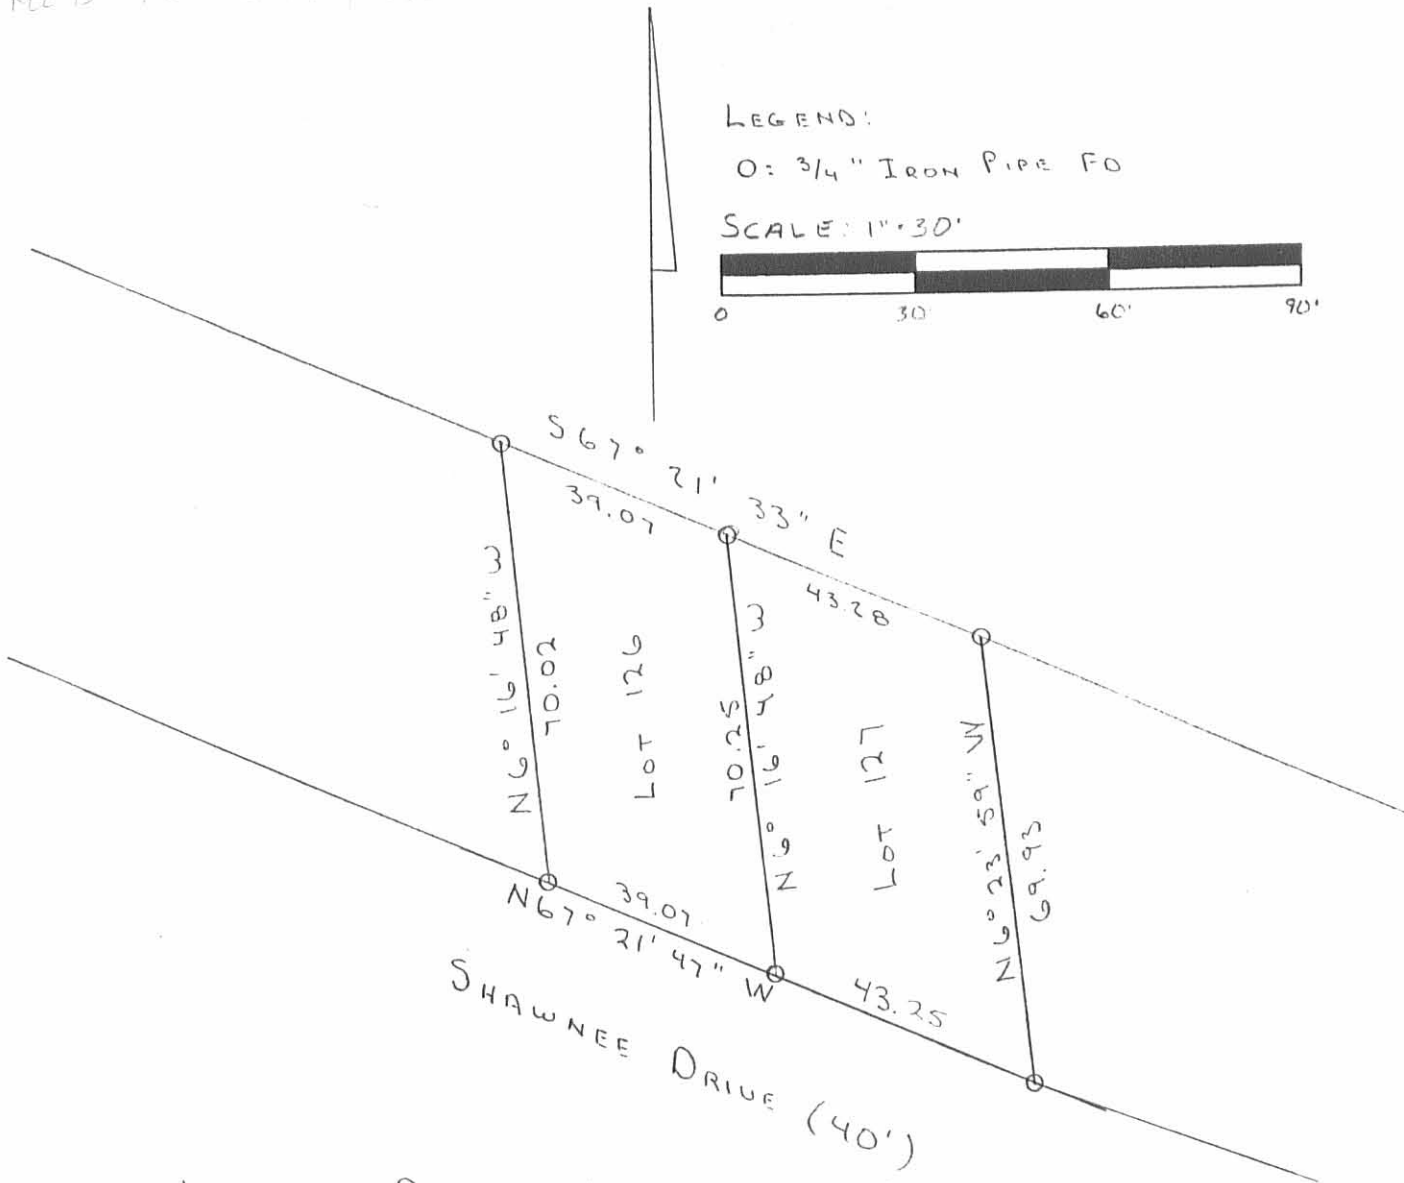 LEGEND:
O: 3/4" IRON PIPE FD
SCALE: 1"=30'
0 30' 60' 90'
S67° 21' 33" E
39.07
43.28
N6° 16' 48" W
70.02
LOT 126
70.25
N6° 16' 48" W
LOT 127
N6° 23' 59" W
69.93
39.07
N67° 21' 47" W
43.25
SHAWNEE DRIVE (40')